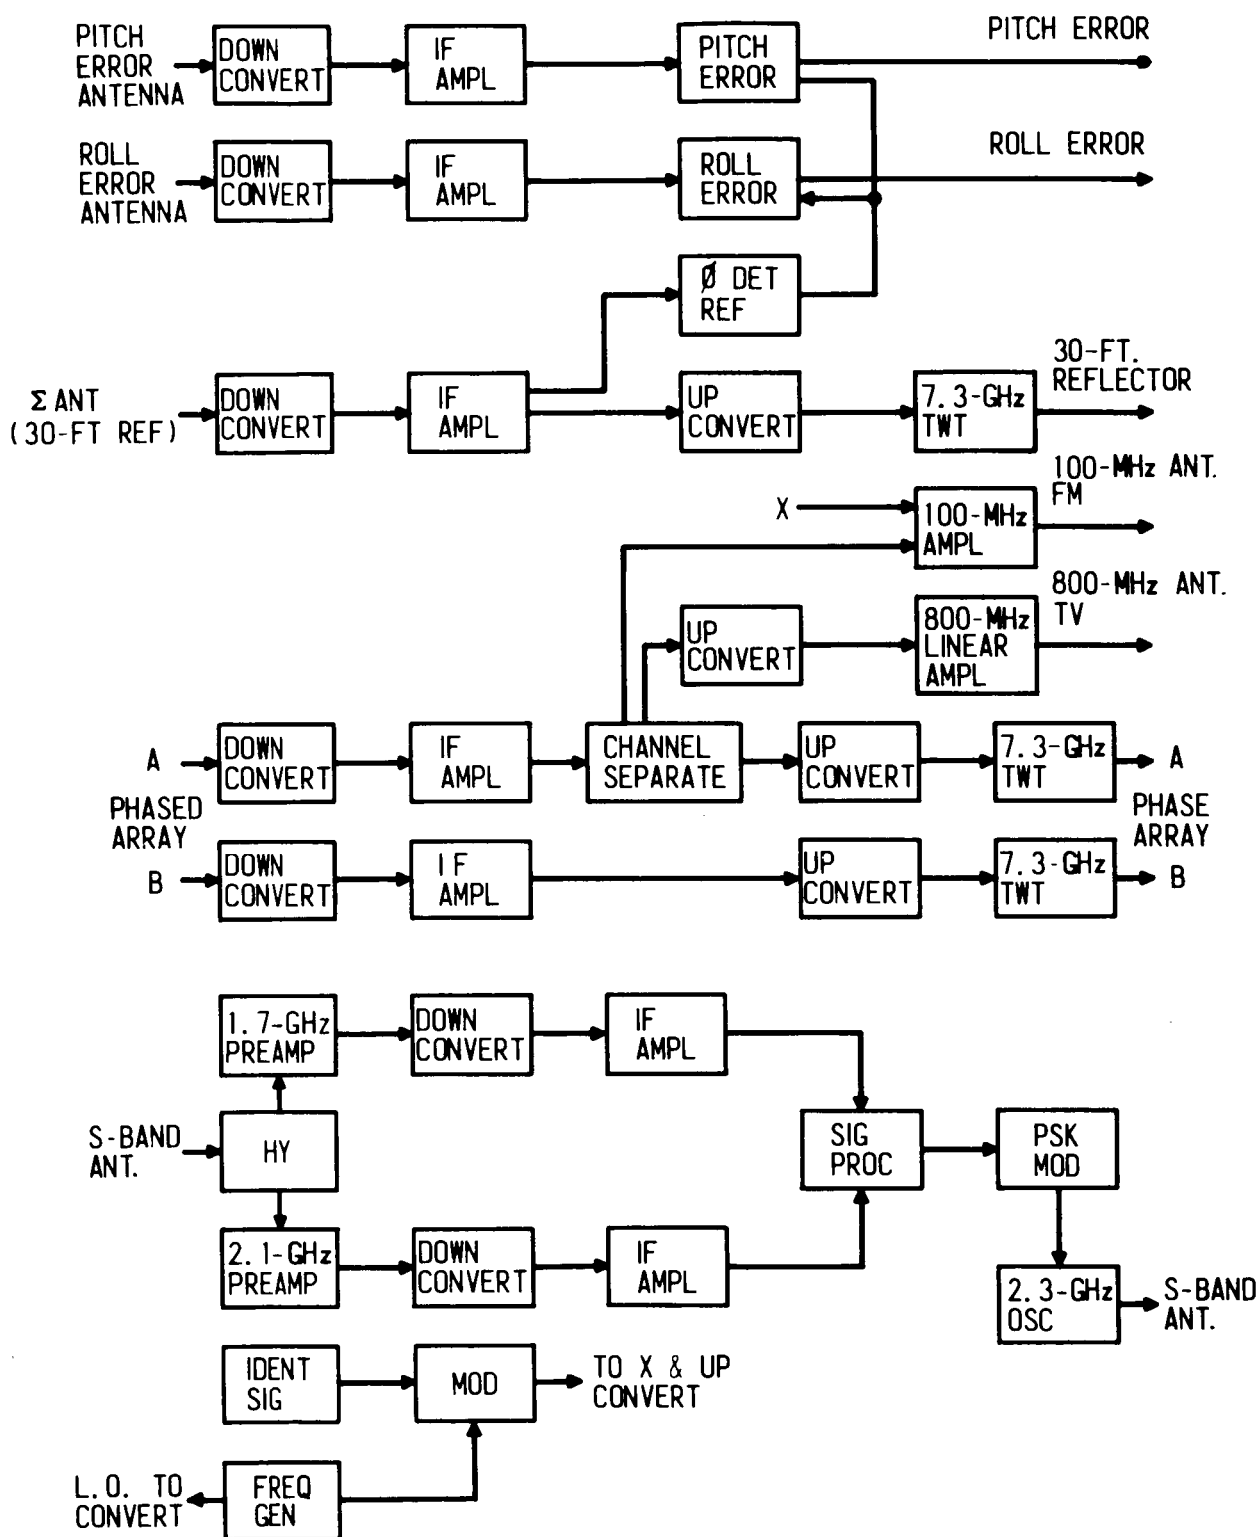 PITCH
ERROR
ANTENNA
DOWN
CONVERT
IF
AMPL
PITCH
ERROR
PITCH ERROR
ROLL
ERROR
ANTENNA
DOWN
CONVERT
IF
AMPL
ROLL
ERROR
ROLL ERROR
Ø DET
REF
Σ ANT
(30-FT REF)
DOWN
CONVERT
IF
AMPL
UP
CONVERT
7.3-GHz
TWT
30-FT.
REFLECTOR
X
100-MHz
AMPL
100-MHz ANT.
FM
UP
CONVERT
800-MHz
LINEAR
AMPL
800-MHz ANT.
TV
A
DOWN
CONVERT
IF
AMPL
CHANNEL
SEPARATE
UP
CONVERT
7.3-GHz
TWT
A
PHASED
ARRAY
PHASE
ARRAY
B
DOWN
CONVERT
IF
AMPL
UP
CONVERT
7.3-GHz
TWT
B
1.7-GHz
PREAMP
DOWN
CONVERT
IF
AMPL
S-BAND
ANT.
HY
SIG
PROC
PSK
MOD
2.1-GHz
PREAMP
DOWN
CONVERT
IF
AMPL
2.3-GHz
OSC
S-BAND
ANT.
IDENT
SIG
MOD
TO X & UP
CONVERT
L.O. TO
CONVERT
FREQ
GEN